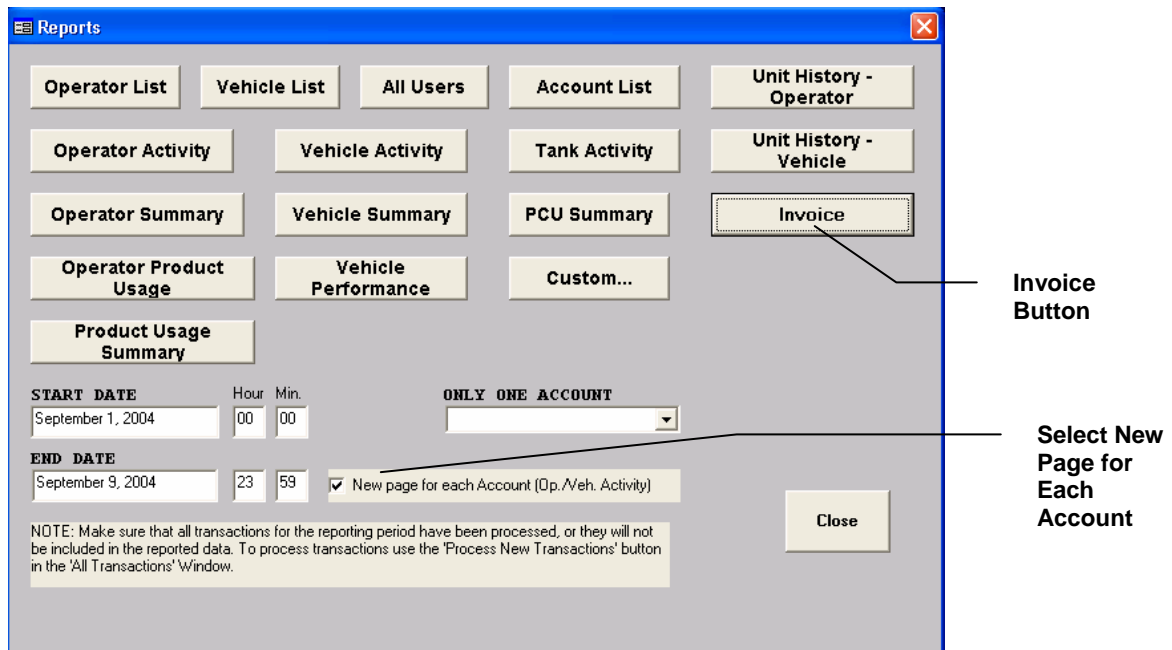 Reports
Operator List
Vehicle List
All Users
Account List
Unit History -
Operator
Operator Activity
Vehicle Activity
Tank Activity
Unit History -
Vehicle
Operator Summary
Vehicle Summary
PCU Summary
Invoice
Operator Product
Usage
Vehicle
Performance
Custom...
Invoice
Button
Product Usage
Summary
START DATE
Hour
Min.
ONLY ONE ACCOUNT
September 1, 2004
00
00
END DATE
September 9, 2004
23
59
New page for each Account (Op./Veh. Activity)
Select New
Page for
Each
Account
NOTE: Make sure that all transactions for the reporting period have been processed, or they will not
be included in the reported data. To process transactions use the 'Process New Transactions' button
in the 'All Transactions' Window.
Close